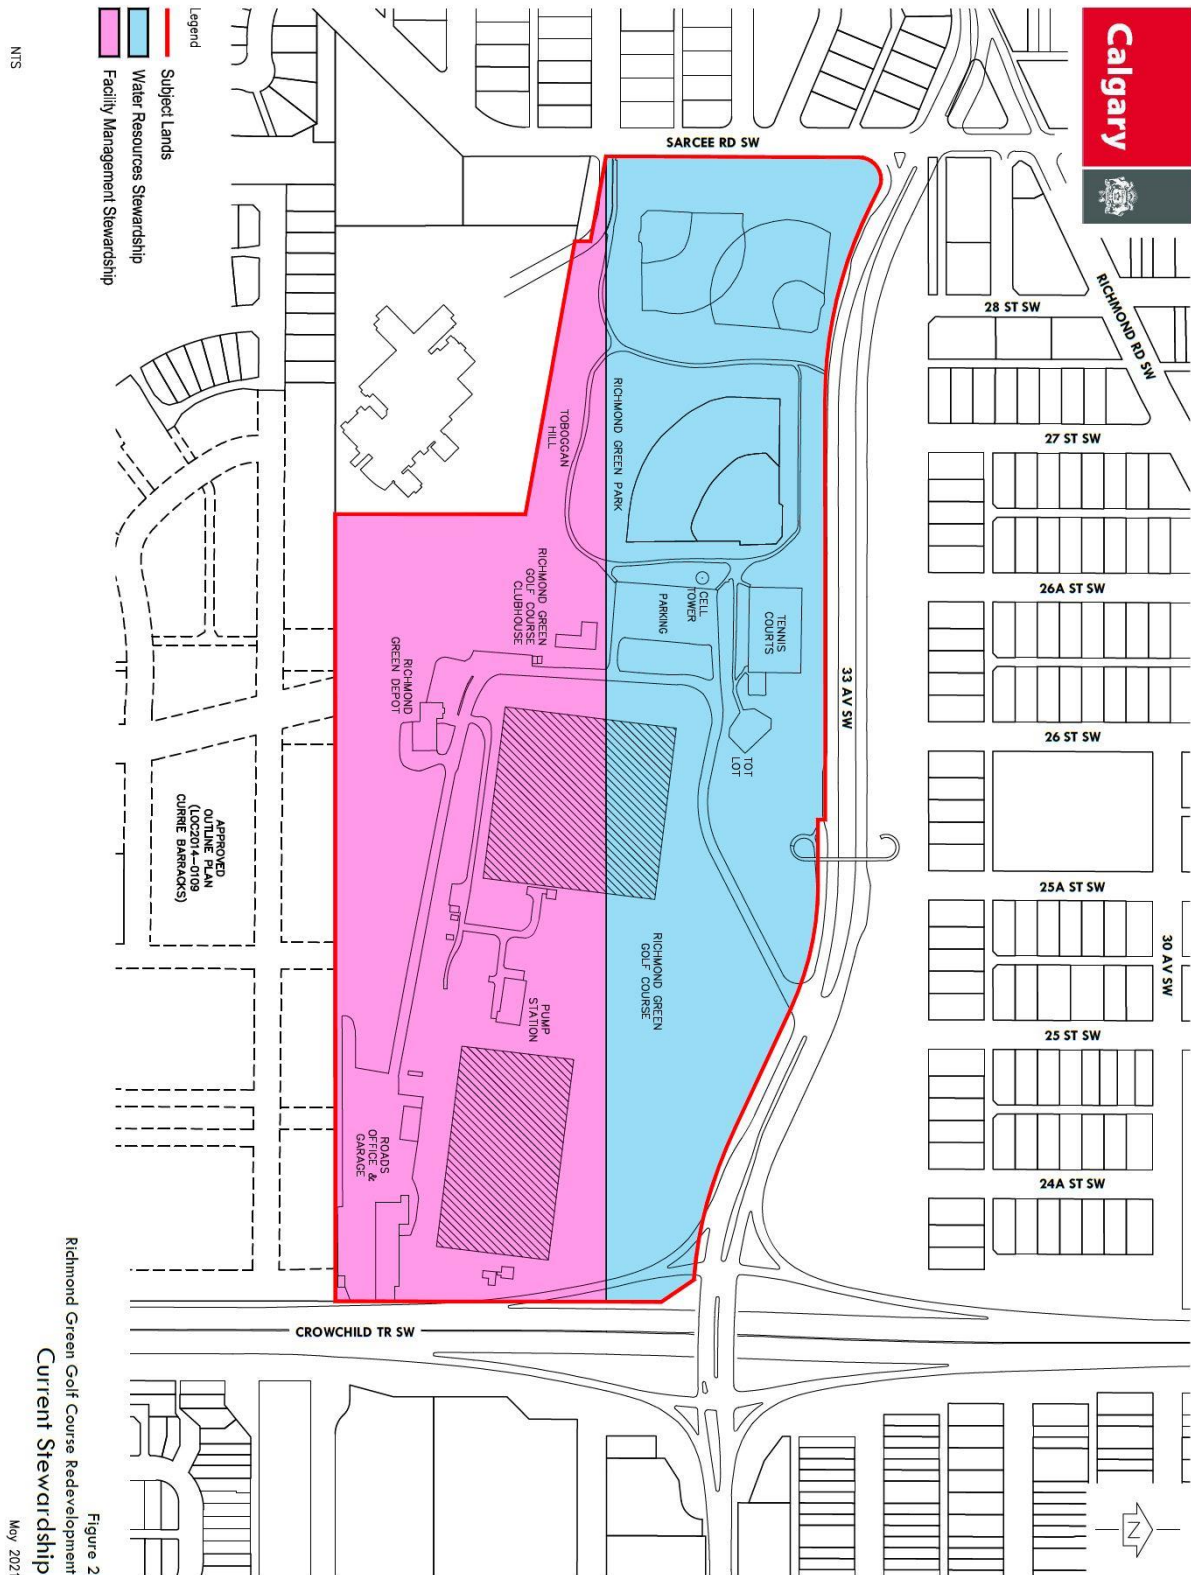 Calgary
SARCEE RD SW
RICHMOND RD SW
28 ST SW
27 ST SW
26A ST SW
26 ST SW
25A ST SW
30 AV SW
25 ST SW
24A ST SW
33 AV SW
CROWCHILD TR SW
RICHMOND GREEN PARK
TOBOGGAN
HILL
CELL
TOWER
PARKING
TENNIS
COURTS
TOT
LOT
RICHMOND GREEN
GOLF COURSE
CLUBHOUSE
RICHMOND
GREEN DEPOT
RICHMOND GREEN
GOLF COURSE
PUMP
STATION
ROADS
OFFICE &
GARAGE
APPROVED
OUTLINE PLAN
(LOC2014-0109
CURRIE BARRACKS)
Legend
Subject Lands
Water Resources Stewardship
Facility Management Stewardship
NTS
N
Figure 2
Richmond Green Golf Course Redevelopment
Current Stewardship
May 2021